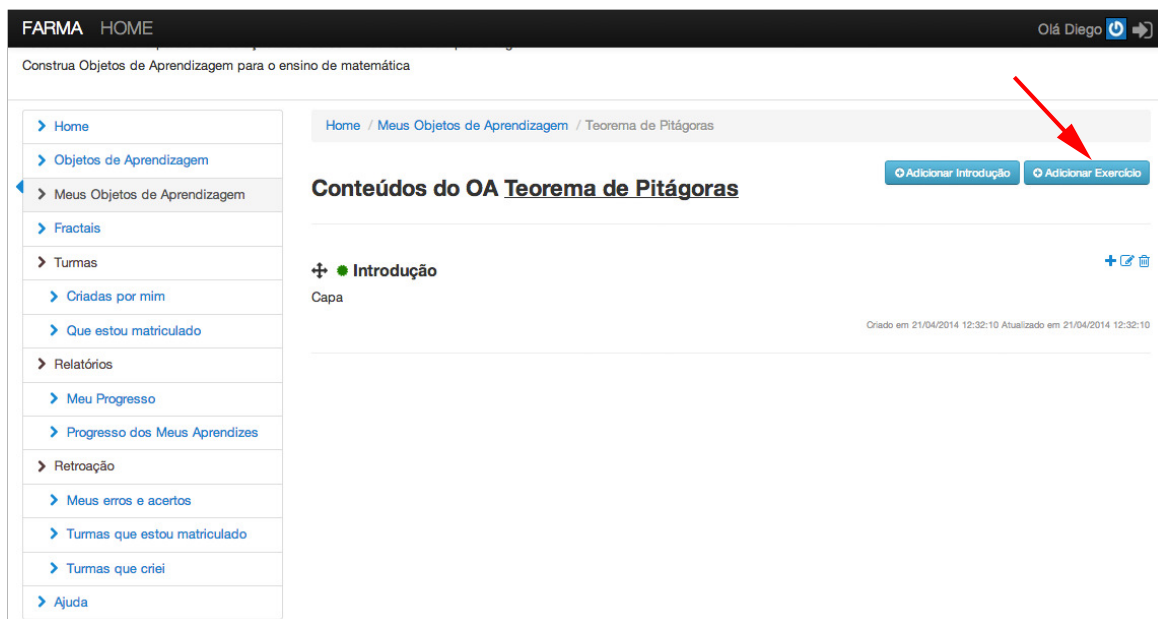 FARMA HOME
Olá Diego
Construa Objetos de Aprendizagem para o ensino de matemática
Home
Objetos de Aprendizagem
Meus Objetos de Aprendizagem
Fractais
Turmas
Criadas por mim
Que estou matriculado
Relatórios
Meu Progresso
Progresso dos Meus Aprendizes
Retroação
Meus erros e acertos
Turmas que estou matriculado
Turmas que criei
Ajuda
Home / Meus Objetos de Aprendizagem / Teorema de Pitágoras
Adicionar Introdução
Adicionar Exercício
Conteúdos do OA Teorema de Pitágoras
Introdução
Capa
Criado em 21/04/2014 12:32:10 Atualizado em 21/04/2014 12:32:10